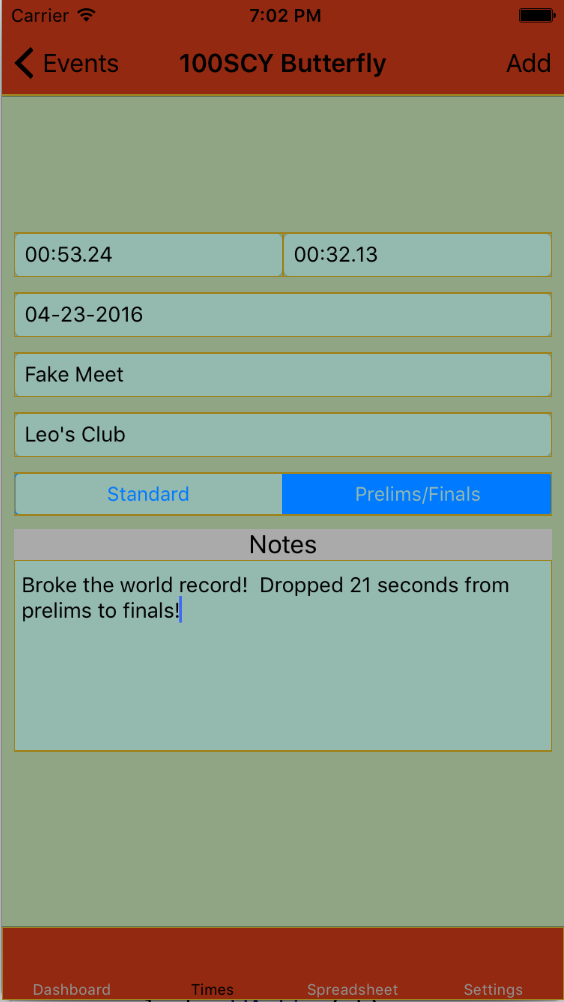 Carrier 7:02 PM
Events 100SCY Butterfly Add
00:53.24 00:32.13
04-23-2016
Fake Meet
Leo's Club
Standard Prelims/Finals
Notes
Broke the world record!  Dropped 21 seconds from
prelims to finals!
Dashboard Times Spreadsheet Settings